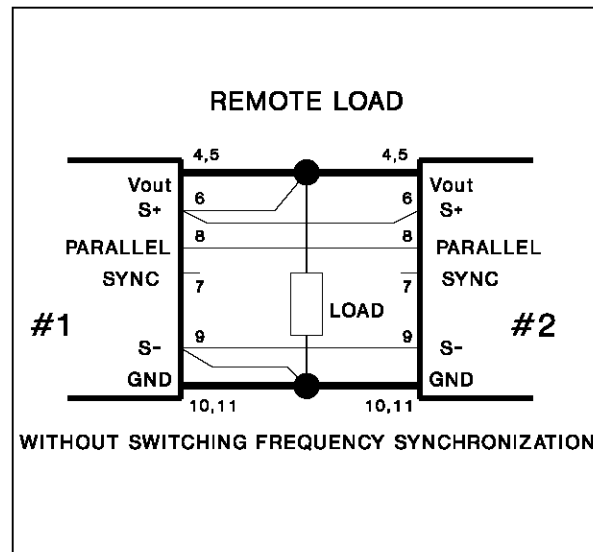 REMOTE LOAD
4,5 4,5
Vout 6 6 Vout
S+ S+
PARALLEL 8 8 PARALLEL
SYNC 7 7 SYNC
#1 LOAD #2
S- 9 9 S-
GND GND
10,11 10,11
WITHOUT SWITCHING FREQUENCY SYNCHRONIZATION